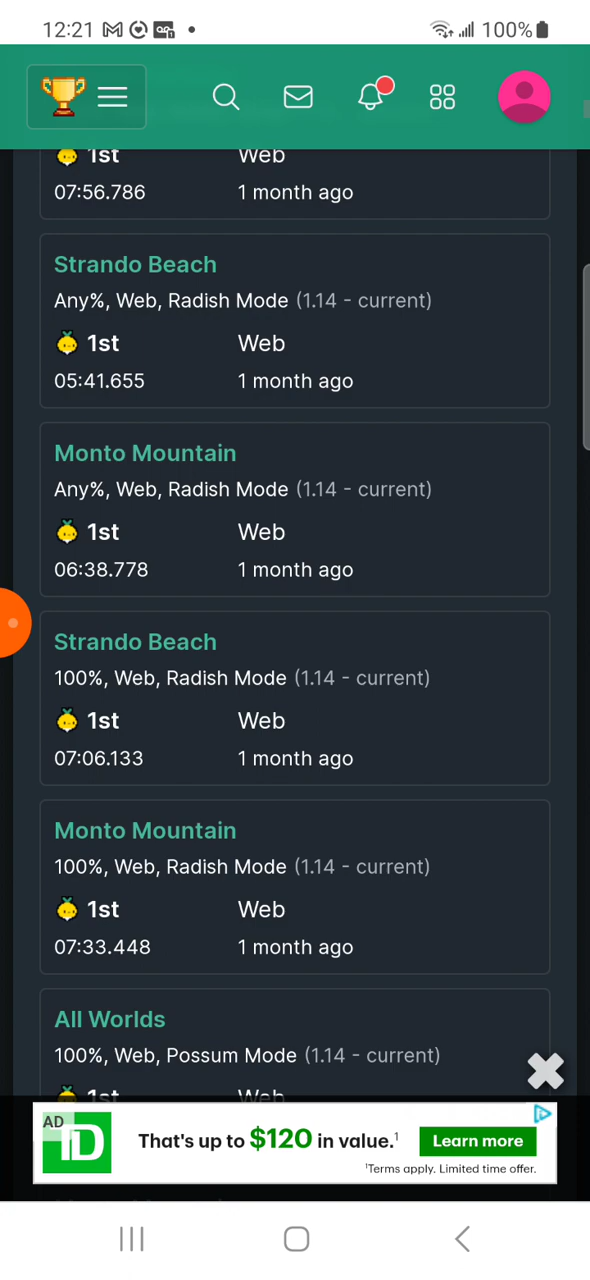 12:21
100%
1st Web
07:56.786 1 month ago
Strando Beach
Any%, Web, Radish Mode (1.14 - current)
1st Web
05:41.655 1 month ago
Monto Mountain
Any%, Web, Radish Mode (1.14 - current)
1st Web
06:38.778 1 month ago
Strando Beach
100%, Web, Radish Mode (1.14 - current)
1st Web
07:06.133 1 month ago
Monto Mountain
100%, Web, Radish Mode (1.14 - current)
1st Web
07:33.448 1 month ago
All Worlds
100%, Web, Possum Mode (1.14 - current)
1st Web
AD
TD
That's up to $120 in value.¹
Learn more
¹Terms apply. Limited time offer.